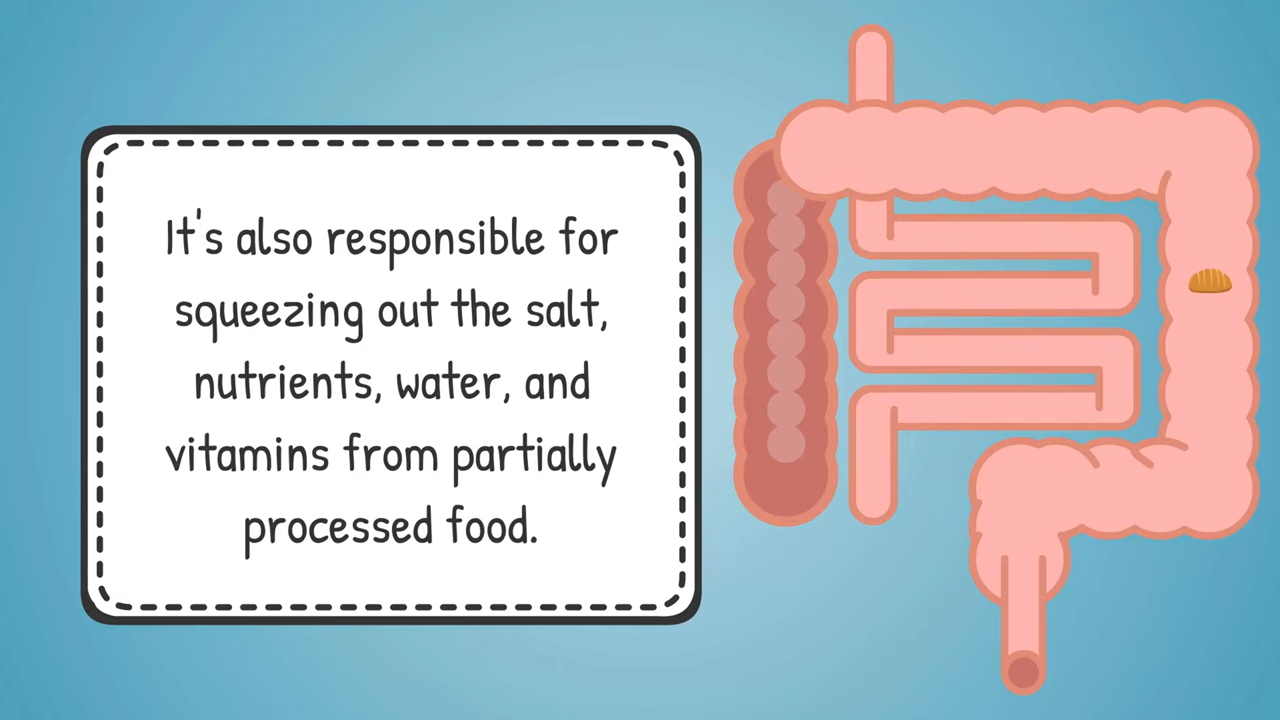 It's also responsible for
squeezing out the salt,
nutrients, water, and
vitamins from partially
processed food.